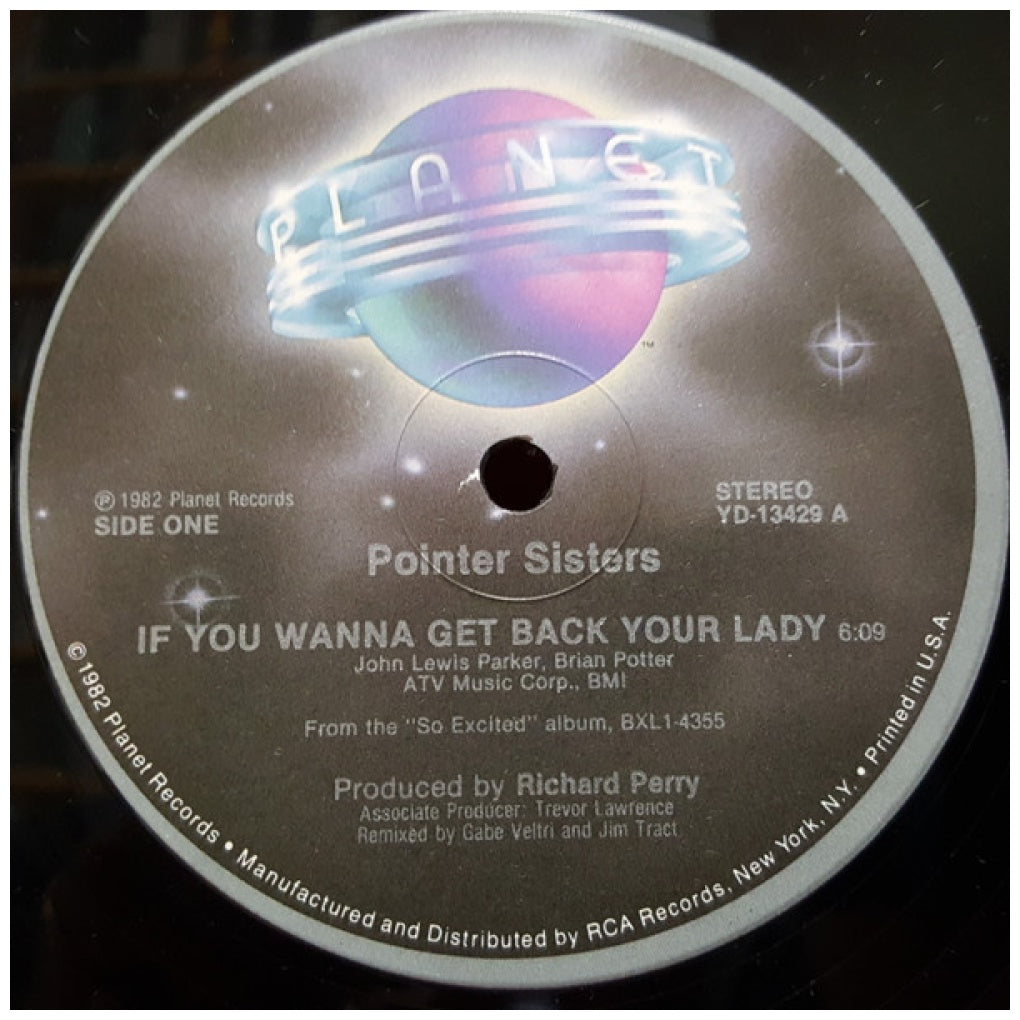 PLANET
™
℗ 1982 Planet Records
SIDE ONE
STEREO
YD-13429 A
Pointer Sisters
IF YOU WANNA GET BACK YOUR LADY 6:09
John Lewis Parker, Brian Potter
ATV Music Corp., BMI
From the "So Excited" album, BXL1-4355
Produced by Richard Perry
Associate Producer: Trevor Lawrence
Remixed by Gabe Veltri and Jim Tract
© 1982 Planet Records • Manufactured and Distributed by RCA Records, New York, N.Y. • Printed in U.S.A.